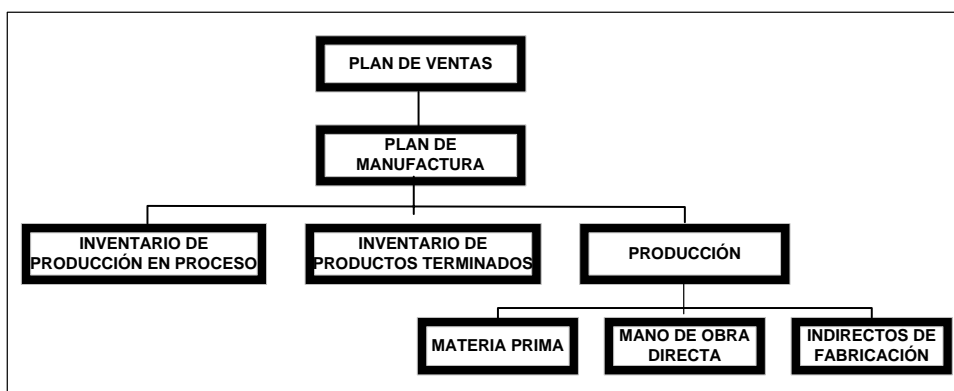 PLAN DE VENTAS
PLAN DE
MANUFACTURA
INVENTARIO DE
PRODUCCIÓN EN PROCESO
INVENTARIO DE
PRODUCTOS TERMINADOS
PRODUCCIÓN
MATERIA PRIMA
MANO DE OBRA
DIRECTA
INDIRECTOS DE
FABRICACIÓN